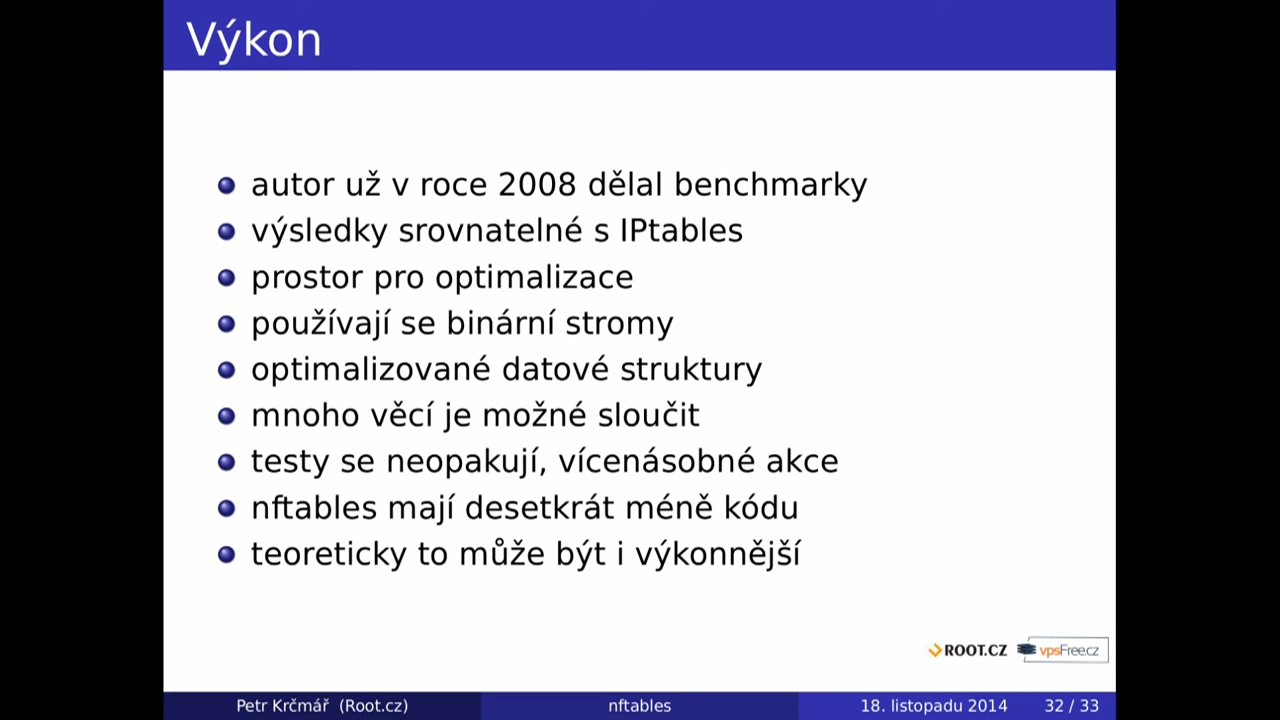 Výkon
autor už v roce 2008 dělal benchmarky
výsledky srovnatelné s IPtables
prostor pro optimalizace
používají se binární stromy
optimalizované datové struktury
mnoho věcí je možné sloučit
testy se neopakují, vícenásobné akce
nftables mají desetkrát méně kódu
teoreticky to může být i výkonnější
ROOT.CZ vpsFree.cz
Petr Krčmář (Root.cz) nftables 18. listopadu 2014 32 / 33